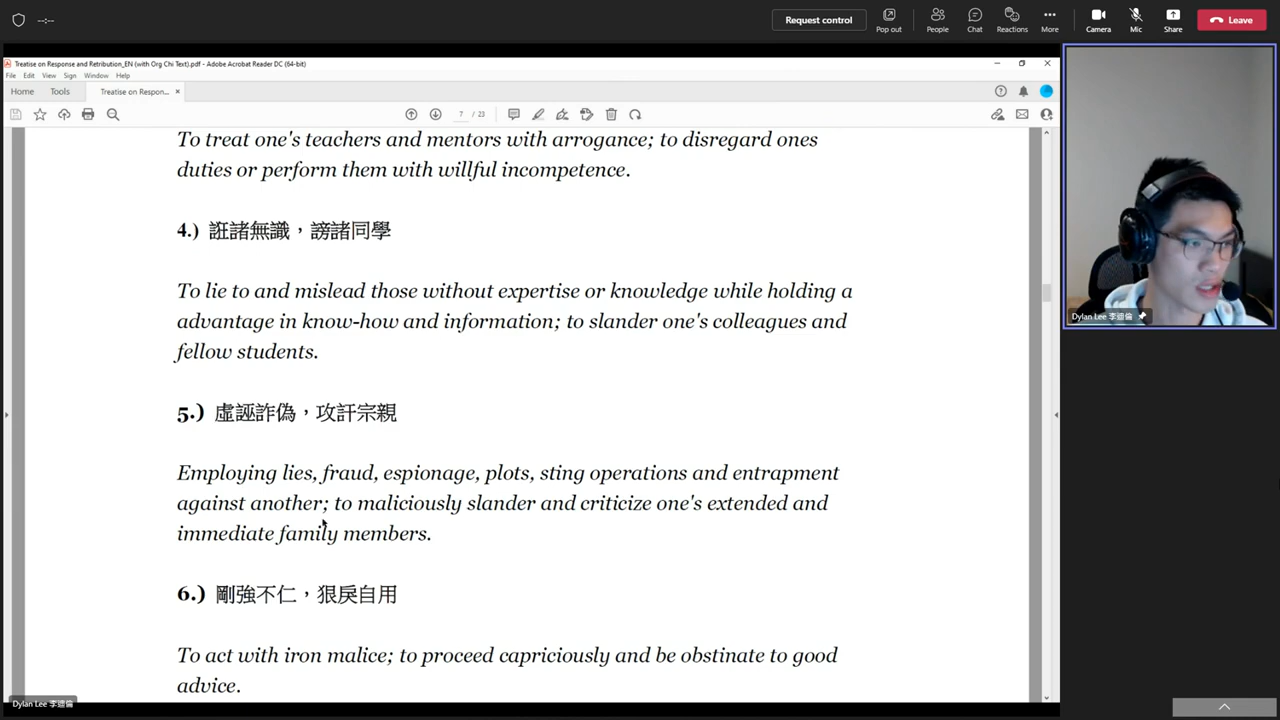 --:--
Request control
Pop out
People
Chat
Reactions
More
Camera
Mic
Share
Leave
Treatise on Response and Retribution_EN (with Org Chi Text).pdf - Adobe Acrobat Reader DC (64-bit)
File Edit View Sign Window Help
Home Tools Treatise on Respon... ×
7 / 23
To treat one's teachers and mentors with arrogance; to disregard ones
duties or perform them with willful incompetence.
4.) 誑諸無識，謗諸同學
To lie to and mislead those without expertise or knowledge while holding a
advantage in know-how and information; to slander one's colleagues and
fellow students.
5.) 虛誣詐偽，攻訐宗親
Employing lies, fraud, espionage, plots, sting operations and entrapment
against another; to maliciously slander and criticize one's extended and
immediate family members.
6.) 剛強不仁，狠戾自用
To act with iron malice; to proceed capriciously and be obstinate to good
advice.
Dylan Lee 李迦倫
Dylan Lee 李迦倫